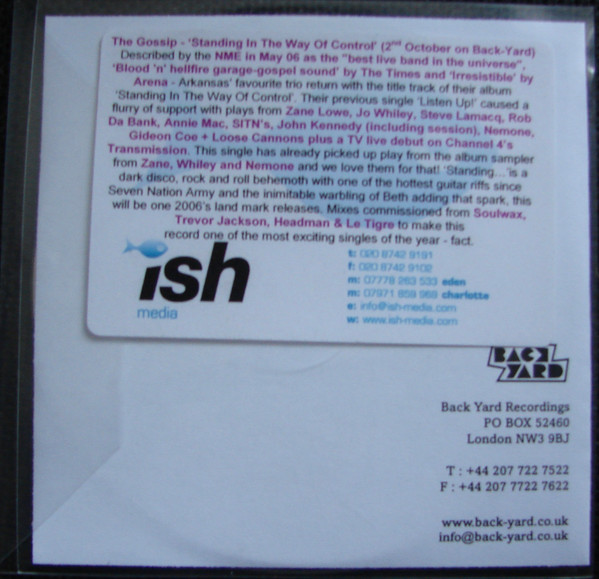 The Gossip - 'Standing In The Way Of Control' (2nd October on Back-Yard)
Described by the NME in May 06 as the "best live band in the universe",
'Blood 'n' hellfire garage-gospel sound' by The Times and 'Irresistible' by
Arena - Arkansas' favourite trio return with the title track of their album
'Standing In The Way Of Control'. Their previous single 'Listen Up!' caused a
flurry of support with plays from Zane Lowe, Jo Whiley, Steve Lamacq, Rob
Da Bank, Annie Mac, SITN's, John Kennedy (including session), Nemone,
Gideon Coe + Loose Cannons plus a TV live debut on Channel 4's
Transmission. This single has already picked up play from the album sampler
from Zane, Whiley and Nemone and we love them for that! 'Standing...'is a
dark disco, rock and roll behemoth with one of the hottest guitar riffs since
Seven Nation Army and the inimitable warbling of Beth adding that spark, this
will be one 2006's land mark releases. Mixes commissioned from Soulwax,
Trevor Jackson, Headman & Le Tigre to make this
record one of the most exciting singles of the year - fact.
ish
media
t: 020 8742 9191
f: 020 8742 9102
m: 07778 263 533 eden
m: 07971 859 969 charlotte
e: info@ish-media.com
w: www.ish-media.com
BACK
YARD
Back Yard Recordings
PO BOX 52460
London NW3 9BJ
T : +44 207 722 7522
F : +44 207 7722 7622
www.back-yard.co.uk
info@back-yard.co.uk